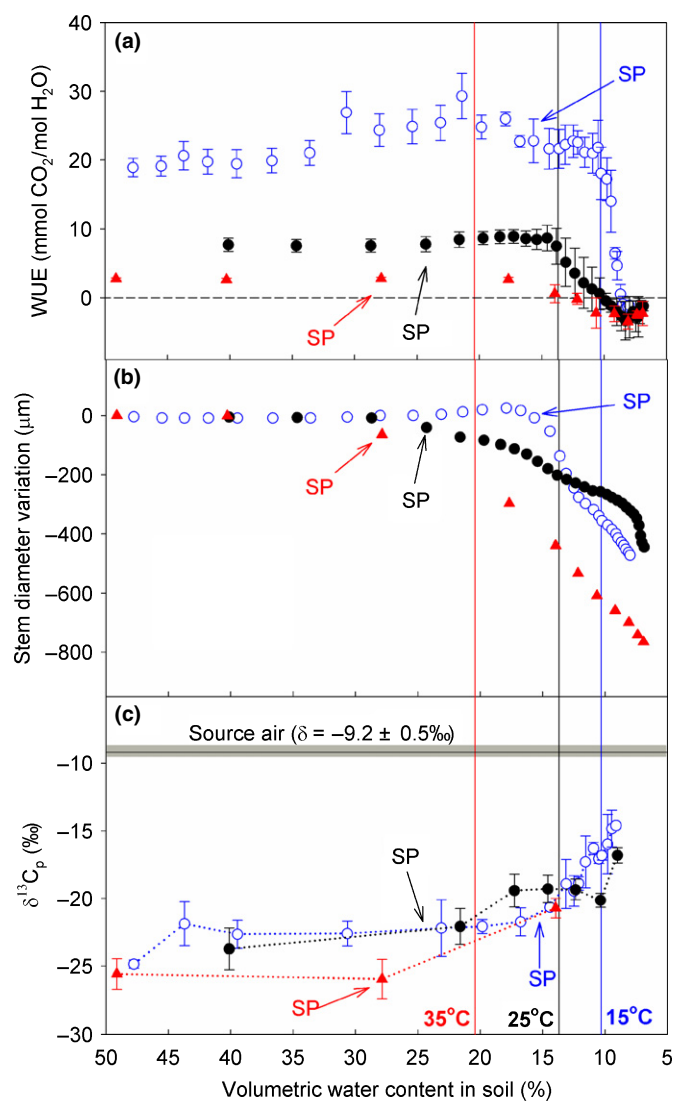 (a)
40
30
20
10
0
WUE (mmol CO₂/mol H₂O)
SP
SP
SP
(b)
0
−200
−400
−600
−800
Stem diameter variation (µm)
SP
SP
SP
(c)
Source air (δ = −9.2 ± 0.5‰)
−10
−15
−20
−25
−30
δ¹³Cₚ (‰)
SP
SP
SP
35°C 25°C 15°C
50 45 40 35 30 25 20 15 10 5
Volumetric water content in soil (%)